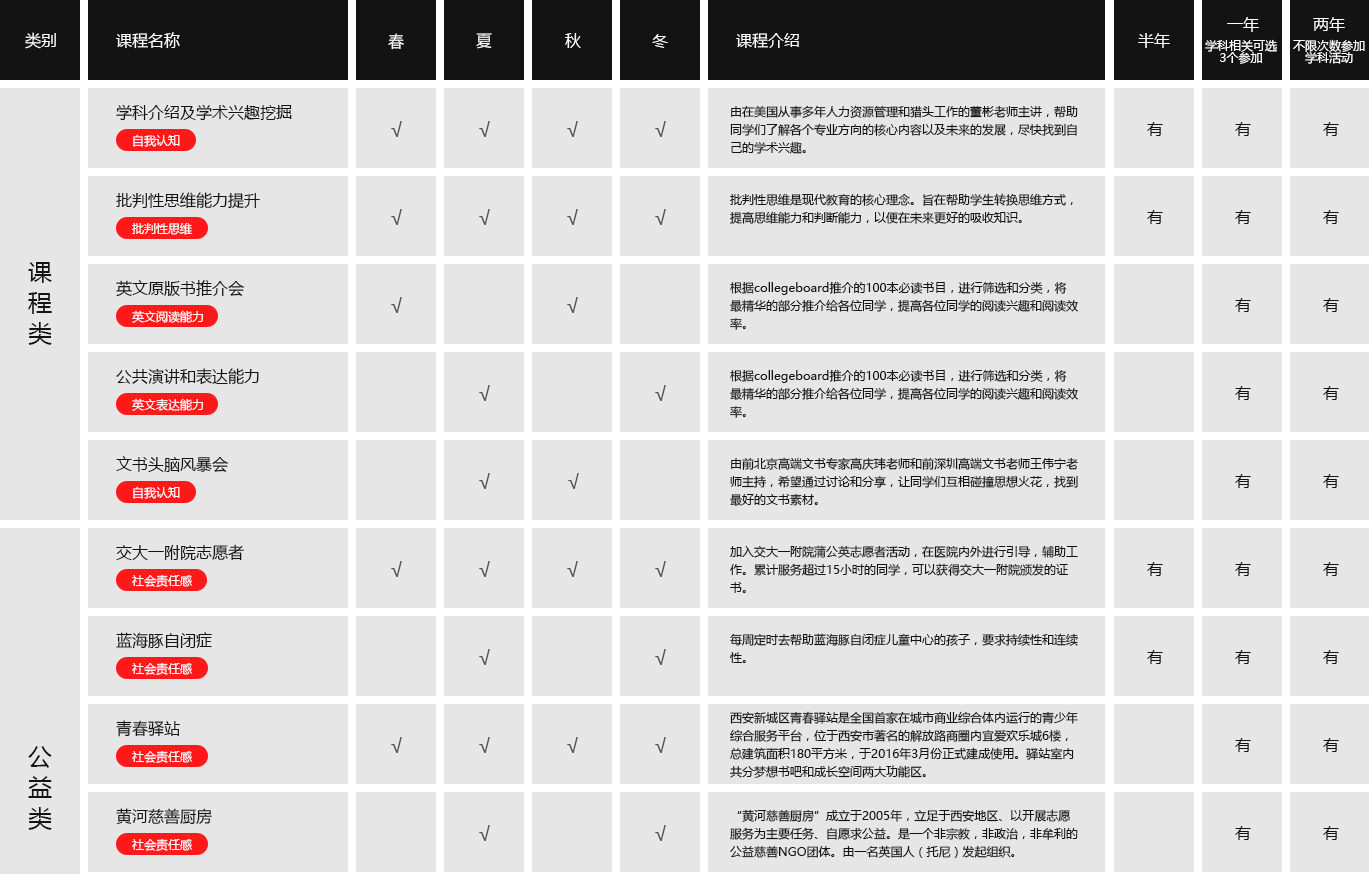 类别
课程名称
春
夏
秋
冬
课程介绍
半年
一年
学科相关可选
3个参加
两年
不限次数参加
学科活动
课程类
学科介绍及学术兴趣挖掘
自我认知
√ √ √ √
由在美国从事多年人力资源管理和猎头工作的董彬老师主讲，帮助
同学们了解各个专业方向的核心内容以及未来的发展，尽快找到自
己的学术兴趣。
有 有 有
批判性思维能力提升
批判性思维
√ √ √ √
批判性思维是现代教育的核心理念。旨在帮助学生转换思维方式，
提高思维能力和判断能力，以便在未来更好的吸收知识。
有 有 有
英文原版书推介会
英文阅读能力
√ √
根据collegeboard推介的100本必读书目，进行筛选和分类，将
最精华的部分推介给各位同学，提高各位同学的阅读兴趣和阅读效
率。
有 有
公共演讲和表达能力
英文表达能力
√ √
根据collegeboard推介的100本必读书目，进行筛选和分类，将
最精华的部分推介给各位同学，提高各位同学的阅读兴趣和阅读效
率。
有 有
文书头脑风暴会
自我认知
√ √
由前北京高端文书专家高庆玮老师和前深圳高端文书老师王伟宁老
师主持，希望通过讨论和分享，让同学们互相碰撞思想火花，找到
最好的文书素材。
有 有
公益类
交大一附院志愿者
社会责任感
√ √ √ √
加入交大一附院蒲公英志愿者活动，在医院内外进行引导，辅助工
作。累计服务超过15小时的同学，可以获得交大一附院颁发的证
书。
有 有 有
蓝海豚自闭症
社会责任感
√ √
每周定时去帮助蓝海豚自闭症儿童中心的孩子，要求持续性和连续
性。
有 有 有
青春驿站
社会责任感
√ √ √ √
西安新城区青春驿站是全国首家在城市商业综合体内运行的青少年
综合服务平台，位于西安市著名的解放路商圈内宜爱欢乐城6楼，
总建筑面积180平方米，于2016年3月份正式建成使用。驿站室内
共分梦想书吧和成长空间两大功能区。
有 有
黄河慈善厨房
社会责任感
√ √
“黄河慈善厨房”成立于2005年，立足于西安地区、以开展志愿
服务为主要任务、自愿求公益。是一个非宗教，非政治，非牟利的
公益慈善NGO团体。由一名英国人（托尼）发起组织。
有 有